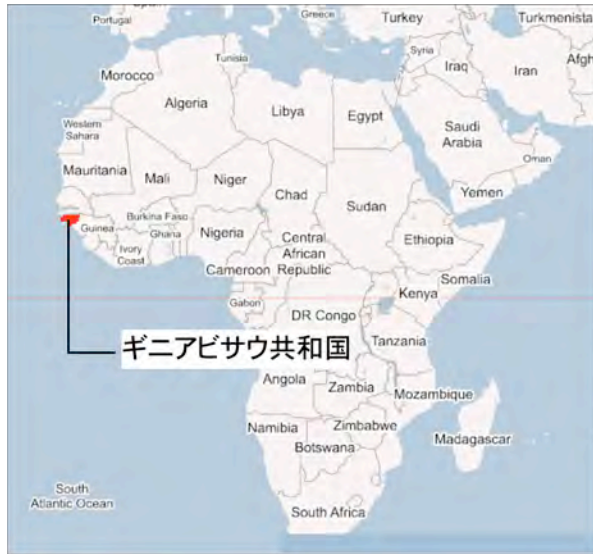 Portugal
Greece
Turkey
Turkmenista
Tunisia
Syria
Iraq
Iran
Afgh
Morocco
Algeria
Libya
Egypt
Western
Sahara
Saudi
Arabia
Oman
Mauritania
Mali
Niger
Chad
Sudan
Yemen
Burkina Faso
Guinea
Ghana
Nigeria
Ivory
Coast
Central
African
Republic
Ethiopia
Cameroon
Somalia
Gabon
Kenya
DR Congo
ギニアビサウ共和国
Tanzania
Angola
Zambia
Mozambique
Namibia
Zimbabwe
Botswana
Madagascar
South
Atlantic Ocean
South Africa